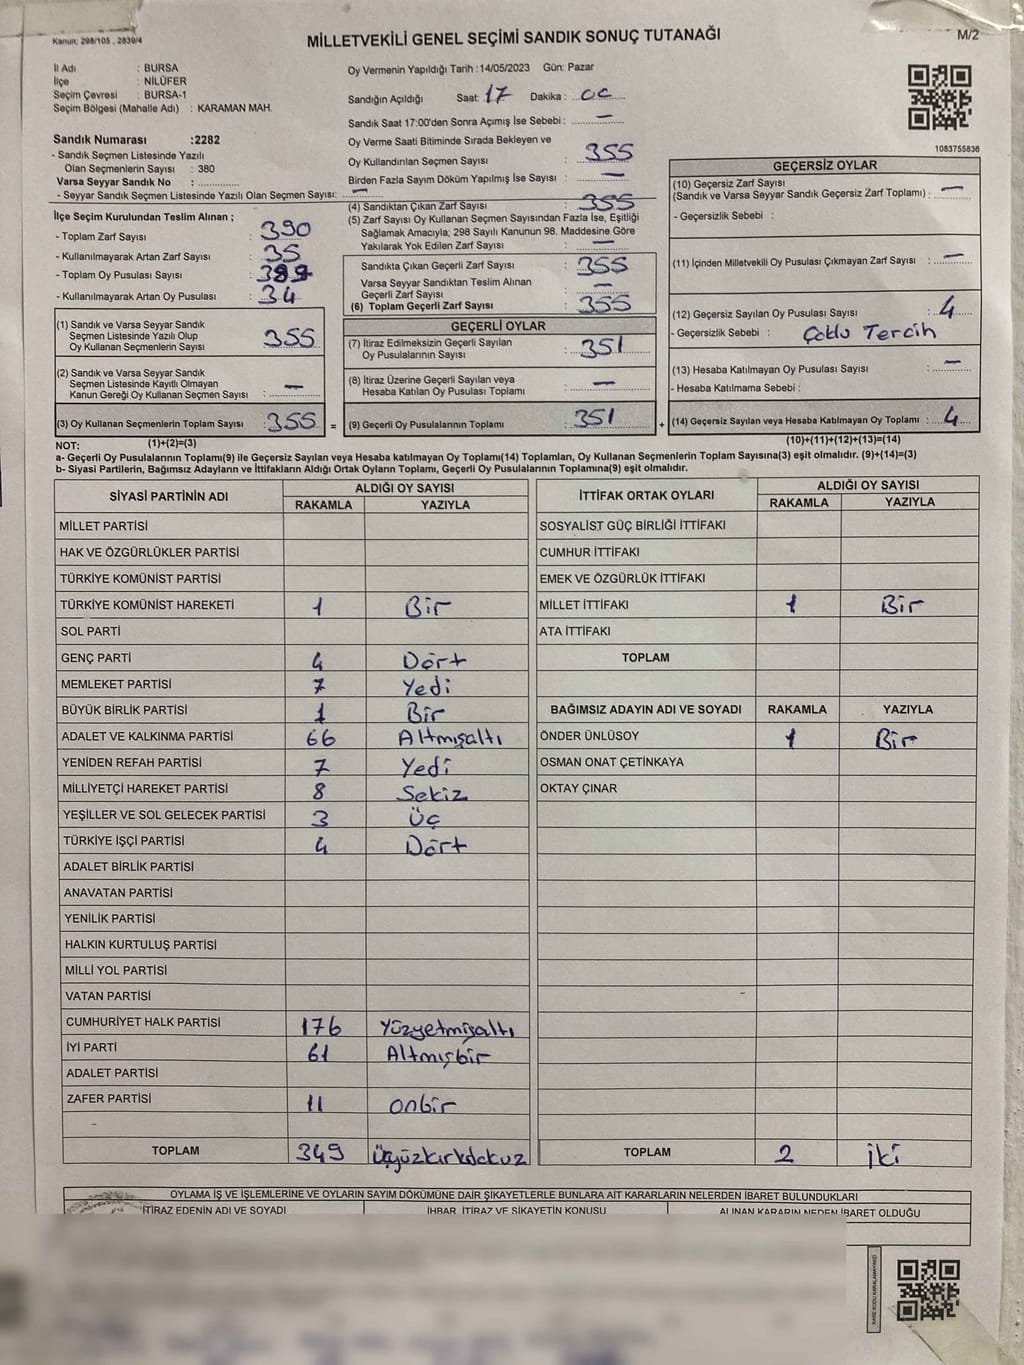 Kanun: 298/105 , 2839/4
MİLLETVEKİLİ GENEL SEÇİMİ SANDIK SONUÇ TUTANAĞI
M/2
İl Adı : BURSA
İlçe : NİLÜFER
Seçim Çevresi : BURSA-1
Seçim Bölgesi (Mahalle Adı) : KARAMAN MAH.
Sandık Numarası :2282
- Sandık Seçmen Listesinde Yazılı
Olan Seçmenlerin Sayısı : 380
Varsa Seyyar Sandık No :
- Seyyar Sandık Seçmen Listesinde Yazılı Olan Seçmen Sayısı: —
Oy Vermenin Yapıldığı Tarih :14/05/2023 Gün: Pazar
Sandığın Açıldığı Saat: 17 Dakika : 00
Sandık Saat 17:00'den Sonra Açımış İse Sebebi : —
Oy Verme Saati Bitiminde Sırada Bekleyen ve
Oy Kullandırılan Seçmen Sayısı : 355
Birden Fazla Sayım Döküm Yapılmış İse Sayısı : —
1083755836
İlçe Seçim Kurulundan Teslim Alınan ;
- Toplam Zarf Sayısı : 390
- Kullanılmayarak Artan Zarf Sayısı : 35
- Toplam Oy Pusulası Sayısı : 389
- Kullanılmayarak Artan Oy Pusulası : 34
(4) Sandıktan Çıkan Zarf Sayısı : 355
(5) Zarf Sayısı Oy Kullanan Seçmen Sayısından Fazla İse, Eşitliği
Sağlamak Amacıyla; 298 Sayılı Kanunun 98. Maddesine Göre
Yakılarak Yok Edilen Zarf Sayısı : —
Sandıkta Çıkan Geçerli Zarf Sayısı : 355
Varsa Seyyar Sandıktan Teslim Alınan
Geçerli Zarf Sayısı : —
(6) Toplam Geçerli Zarf Sayısı : 355
GEÇERSİZ OYLAR
(10) Geçersiz Zarf Sayısı
(Sandık ve Varsa Seyyar Sandık Geçersiz Zarf Toplamı) : —
- Geçersizlik Sebebi :
(11) İçinden Milletvekili Oy Pusulası Çıkmayan Zarf Sayısı : —
(12) Geçersiz Sayılan Oy Pusulası Sayısı : 4
- Geçersizlik Sebebi : Çoklu Tercih
(13) Hesaba Katılmayan Oy Pusulası Sayısı : —
- Hesaba Katılmama Sebebi :
(14) Geçersiz Sayılan veya Hesaba Katılmayan Oy Toplamı : 4
(10)+(11)+(12)+(13)=(14)
(1) Sandık ve Varsa Seyyar Sandık
Seçmen Listesinde Yazılı Olup
Oy Kullanan Seçmenlerin Sayısı : 355
(2) Sandık ve Varsa Seyyar Sandık
Seçmen Listesinde Kayıtlı Olmayan
Kanun Gereği Oy Kullanan Seçmen Sayısı : —
(3) Oy Kullanan Seçmenlerin Toplam Sayısı : 355 =
(1)+(2)=(3)
GEÇERLİ OYLAR
(7) İtiraz Edilmeksizin Geçerli Sayılan
Oy Pusulalarının Sayısı : 351
(8) İtiraz Üzerine Geçerli Sayılan veya
Hesaba Katılan Oy Pusulası Toplamı : —
(9) Geçerli Oy Pusulalarının Toplamı : 351 +
NOT:
a- Geçerli Oy Pusulalarının Toplamı(9) ile Geçersiz Sayılan veya Hesaba katılmayan Oy Toplamı(14) Toplamları, Oy Kullanan Seçmenlerin Toplam Sayısına(3) eşit olmalıdır. (9)+(14)=(3)
b- Siyasi Partilerin, Bağımsız Adayların ve İttifakların Aldığı Ortak Oyların Toplamı, Geçerli Oy Pusulalarının Toplamına(9) eşit olmalıdır.
SİYASİ PARTİNİN ADI ALDIĞI OY SAYISI
RAKAMLA YAZIYLA
MİLLET PARTİSİ
HAK VE ÖZGÜRLÜKLER PARTİSİ
TÜRKİYE KOMÜNİST PARTİSİ
TÜRKİYE KOMÜNİST HAREKETİ 1 Bir
SOL PARTİ
GENÇ PARTİ 4 Dört
MEMLEKET PARTİSİ 7 Yedi
BÜYÜK BİRLİK PARTİSİ 1 Bir
ADALET VE KALKINMA PARTİSİ 66 Altmışaltı
YENİDEN REFAH PARTİSİ 7 Yedi
MİLLİYETÇİ HAREKET PARTİSİ 8 Sekiz
YEŞİLLER VE SOL GELECEK PARTİSİ 3 Üç
TÜRKİYE İŞÇİ PARTİSİ 4 Dört
ADALET BİRLİK PARTİSİ
ANAVATAN PARTİSİ
YENİLİK PARTİSİ
HALKIN KURTULUŞ PARTİSİ
MİLLİ YOL PARTİSİ
VATAN PARTİSİ
CUMHURİYET HALK PARTİSİ 176 Yüzyetmişaltı
İYİ PARTİ 61 Altmışbir
ADALET PARTİSİ
ZAFER PARTİSİ 11 onbir
TOPLAM 349 Üçyüzkırkdokuz
İTTİFAK ORTAK OYLARI ALDIĞI OY SAYISI
RAKAMLA YAZIYLA
SOSYALİST GÜÇ BİRLİĞİ İTTİFAKI
CUMHUR İTTİFAKI
EMEK VE ÖZGÜRLÜK İTTİFAKI
MİLLET İTTİFAKI 1 Bir
ATA İTTİFAKI
TOPLAM
BAĞIMSIZ ADAYIN ADI VE SOYADI RAKAMLA YAZIYLA
ÖNDER ÜNLÜSOY 1 Bir
OSMAN ONAT ÇETİNKAYA
OKTAY ÇINAR
TOPLAM 2 İki
OYLAMA İŞ VE İŞLEMLERİNE VE OYLARIN SAYIM DÖKÜMÜNE DAİR ŞİKAYETLERLE BUNLARA AİT KARARLARIN NELERDEN İBARET BULUNDUKLARI
İTİRAZ EDENİN ADI VE SOYADI İHBAR, İTİRAZ VE ŞİKAYETİN KONUSU ALINAN KARARIN NEDEN İBARET OLDUĞU
KARE KODU KARALAMAYINIZ!